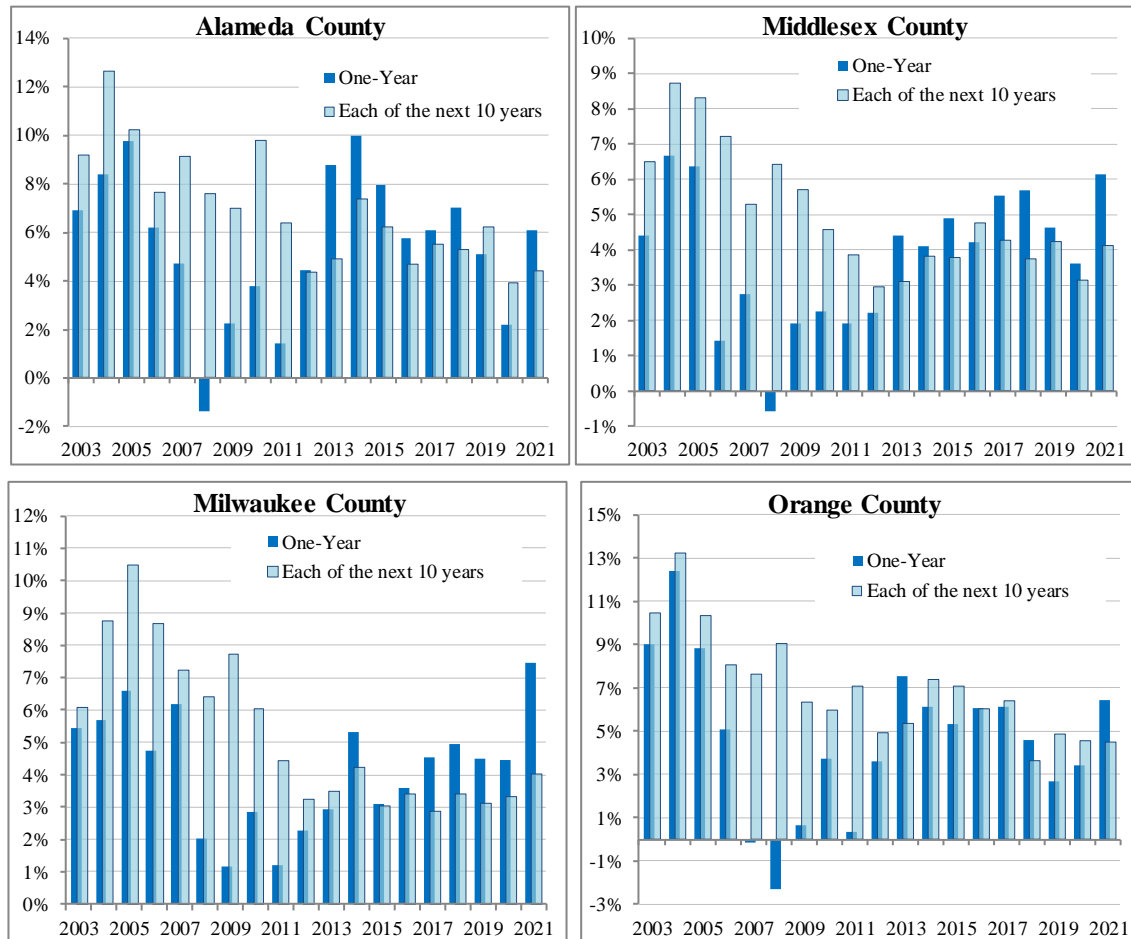 Alameda County
14%
12%
10%
8%
6%
4%
2%
0%
-2%
One-Year
Each of the next 10 years
2003 2005 2007 2009 2011 2013 2015 2017 2019 2021
Middlesex County
10%
9%
8%
7%
6%
5%
4%
3%
2%
1%
0%
-1%
One-Year
Each of the next 10 years
2003 2005 2007 2009 2011 2013 2015 2017 2019 2021
Milwaukee County
12%
11%
10%
9%
8%
7%
6%
5%
4%
3%
2%
1%
0%
One-Year
Each of the next 10 years
2003 2005 2007 2009 2011 2013 2015 2017 2019 2021
Orange County
15%
13%
11%
9%
7%
5%
3%
1%
-1%
-3%
One-Year
Each of the next 10 years
2003 2005 2007 2009 2011 2013 2015 2017 2019 2021